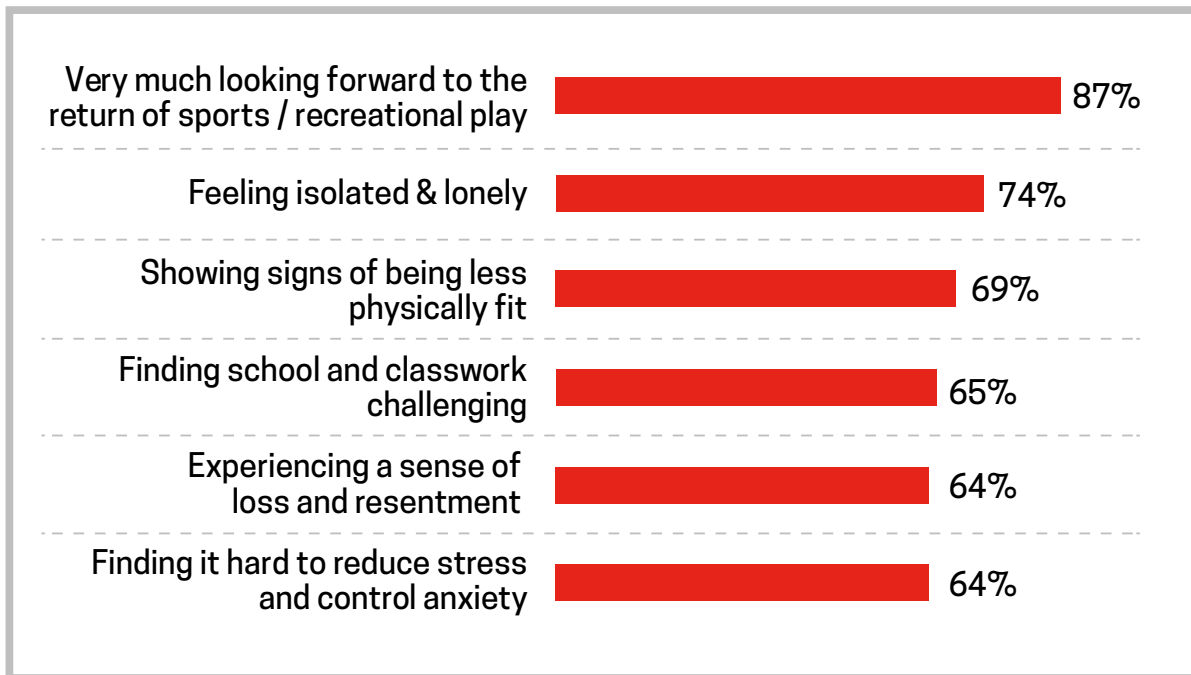 Very much looking forward to the
return of sports / recreational play
87%
Feeling isolated & lonely
74%
Showing signs of being less
physically fit
69%
Finding school and classwork
challenging
65%
Experiencing a sense of
loss and resentment
64%
Finding it hard to reduce stress
and control anxiety
64%